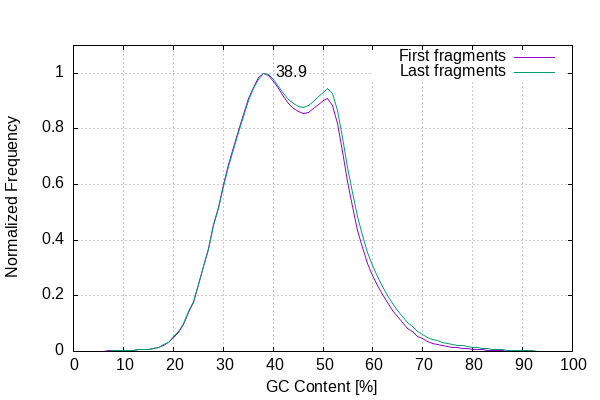 First fragments
Last fragments
38.9
1
0.8
0.6
0.4
0.2
0
Normalized Frequency
0 10 20 30 40 50 60 70 80 90 100
GC Content [%]